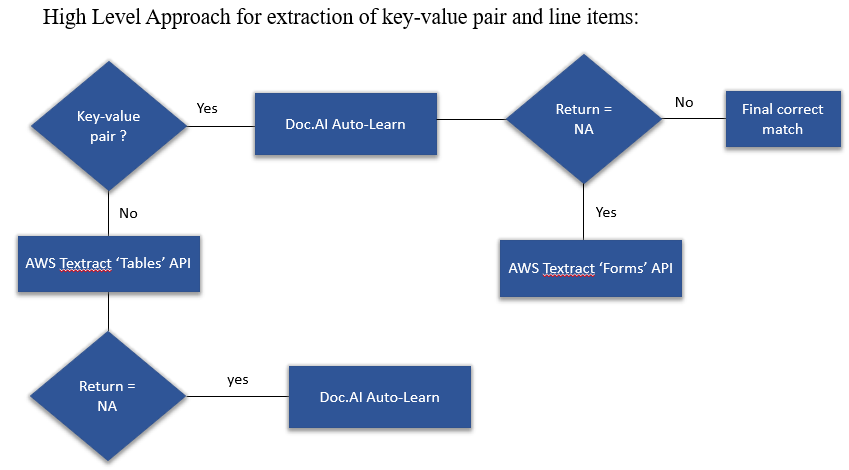 High Level Approach for extraction of key-value pair and line items:
Key-value
pair ?
Yes
Doc.AI Auto-Learn
Return =
NA
No
Final correct
match
No
Yes
AWS Textract ‘Tables’ API
AWS Textract ‘Forms’ API
Return =
NA
yes
Doc.AI Auto-Learn